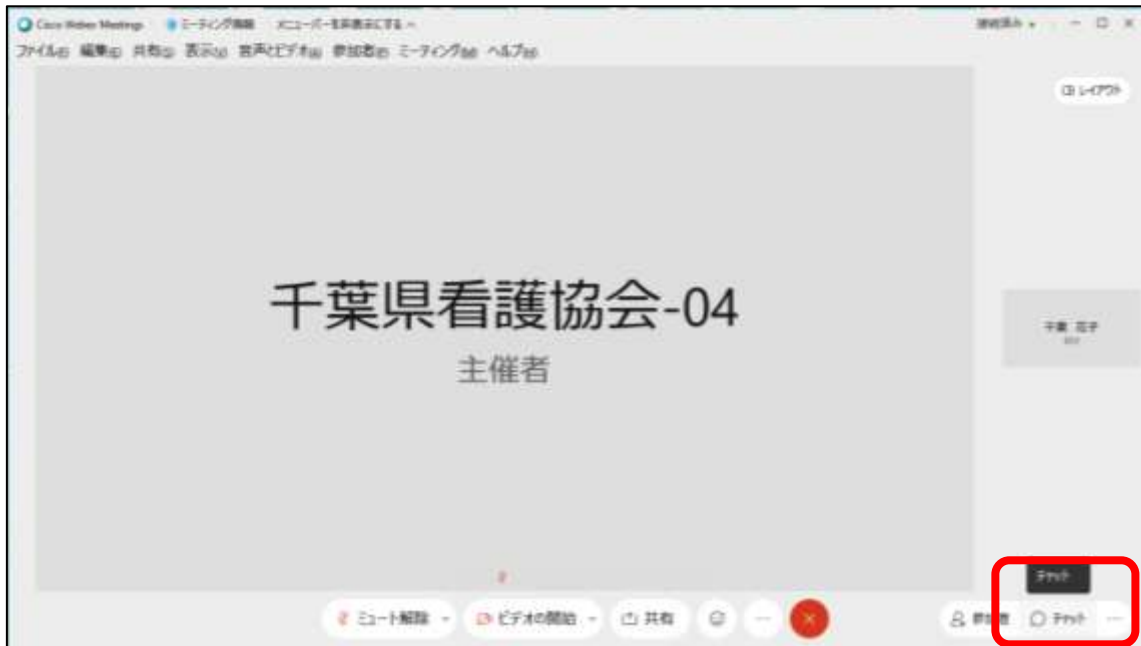 Cisco Webex Meetings ミーティング情報 メニューバーを非表示にする
接続済み
ファイル(F) 編集(E) 共有(S) 表示(V) 音声とビデオ(A) 参加者(P) ミーティング(M) ヘルプ(H)
レイアウト
千葉県看護協会-04
主催者
千葉 花子
チャット
ミュート解除 ビデオの開始 共有
参加者 チャット